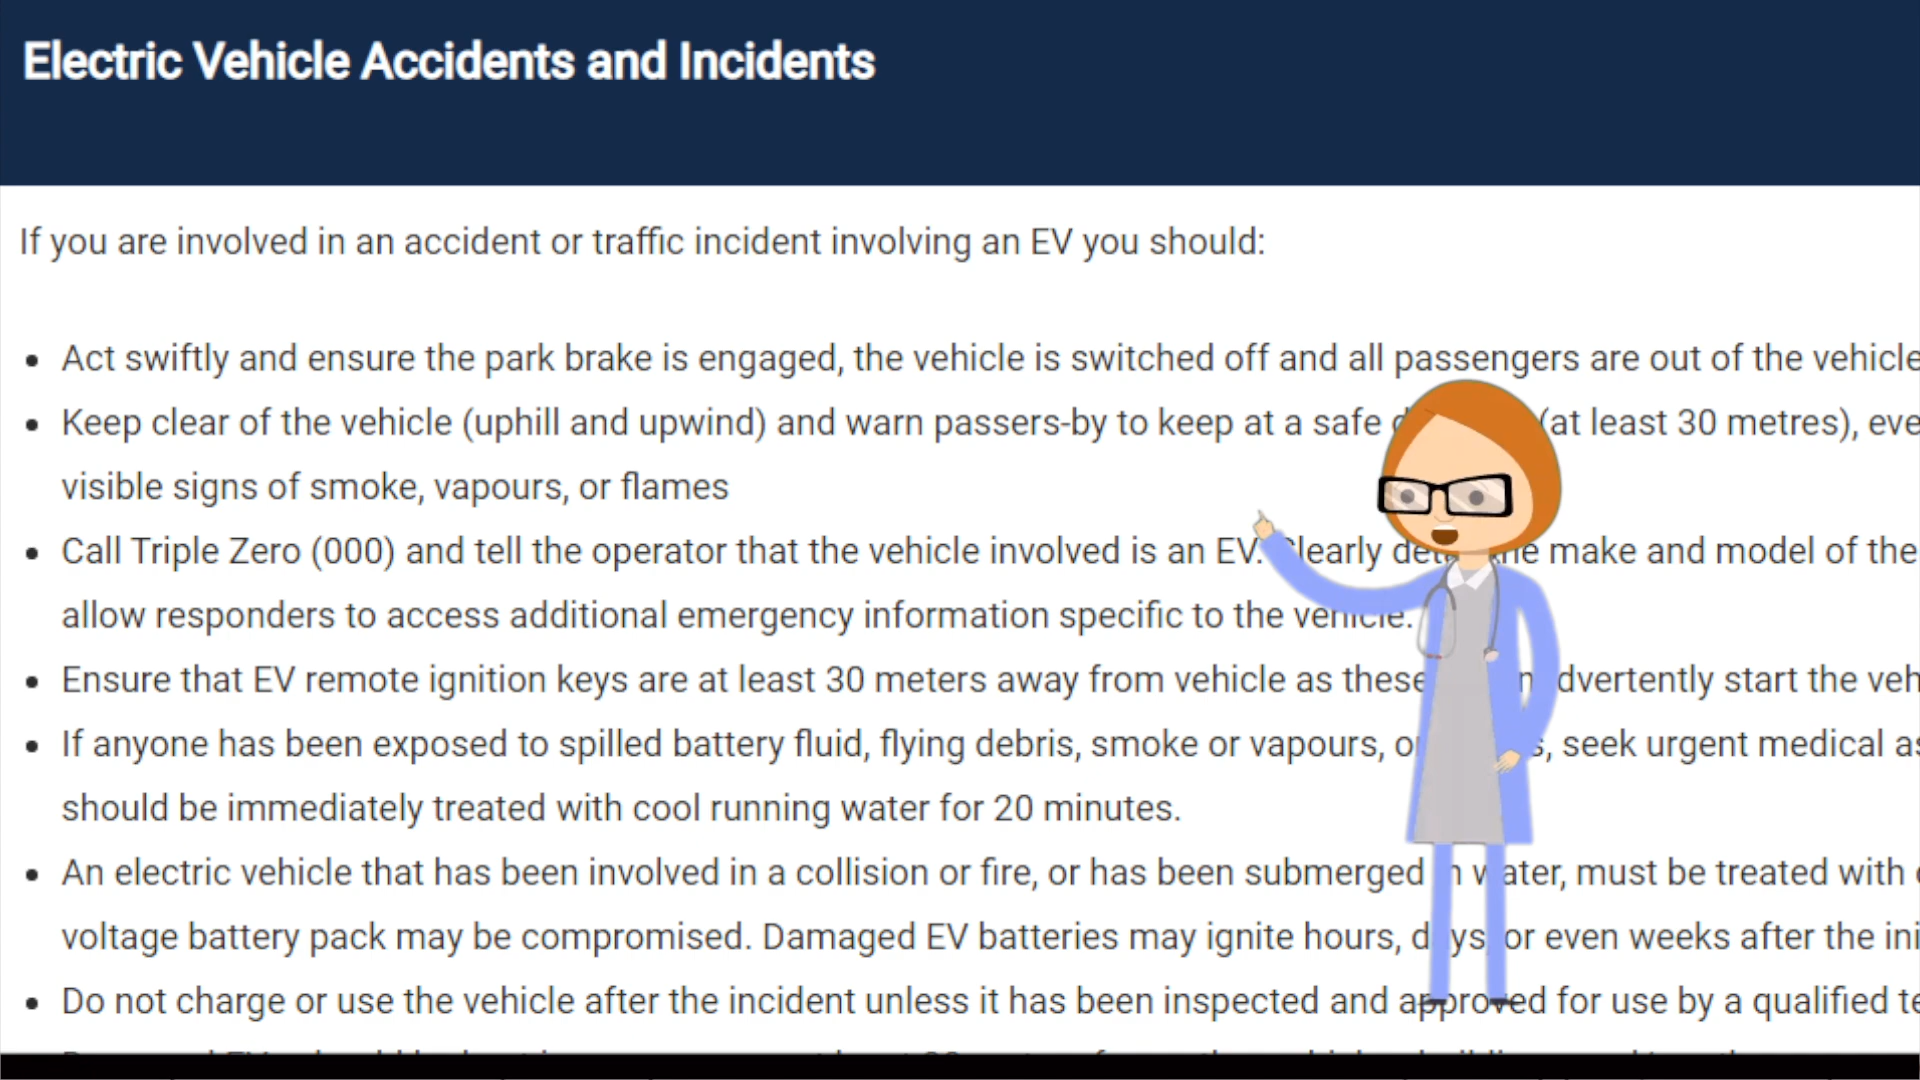 Electric Vehicle Accidents and Incidents
If you are involved in an accident or traffic incident involving an EV you should:
• Act swiftly and ensure the park brake is engaged, the vehicle is switched off and all passengers are out of the vehicle
• Keep clear of the vehicle (uphill and upwind) and warn passers-by to keep at a safe (at least 30 metres),
visible signs of smoke, vapours, or flames
• Call Triple Zero (000) and tell the operator that the vehicle involved is an EV. Clearly make and model of the
allow responders to access additional emergency information specific to the vehicle.
• Ensure that EV remote ignition keys are at least 30 meters away from vehicle as these start the
• If anyone has been exposed to spilled battery fluid, flying debris, smoke or vapours, seek urgent medical
should be immediately treated with cool running water for 20 minutes.
• An electric vehicle that has been involved in a collision or fire, or has been submerged in water, must be treated with
voltage battery pack may be compromised. Damaged EV batteries may ignite hours, days, or even weeks after the
• Do not charge or use the vehicle after the incident unless it has been inspected and approved for use by a qualified